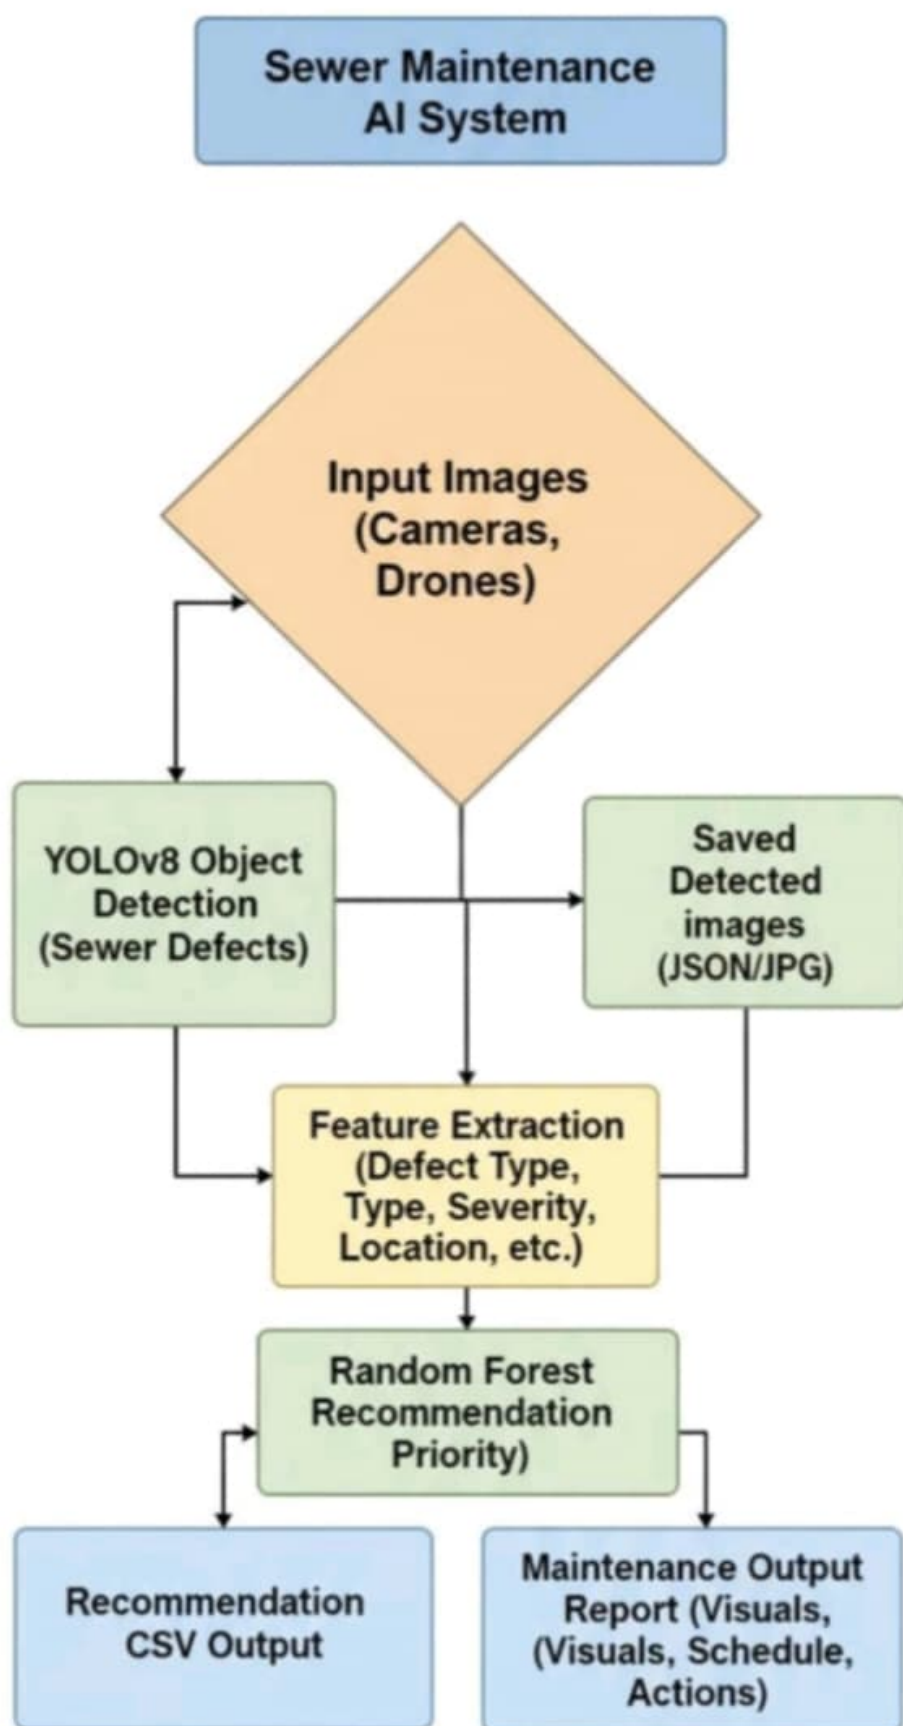 Sewer Maintenance
AI System
Input Images
(Cameras,
Drones)
YOLOv8 Object
Detection
(Sewer Defects)
Saved
Detected
images
(JSON/JPG)
Feature Extraction
(Defect Type,
Type, Severity,
Location, etc.)
Random Forest
Recommendation
Priority)
Recommendation
CSV Output
Maintenance Output
Report (Visuals,
(Visuals, Schedule,
Actions)